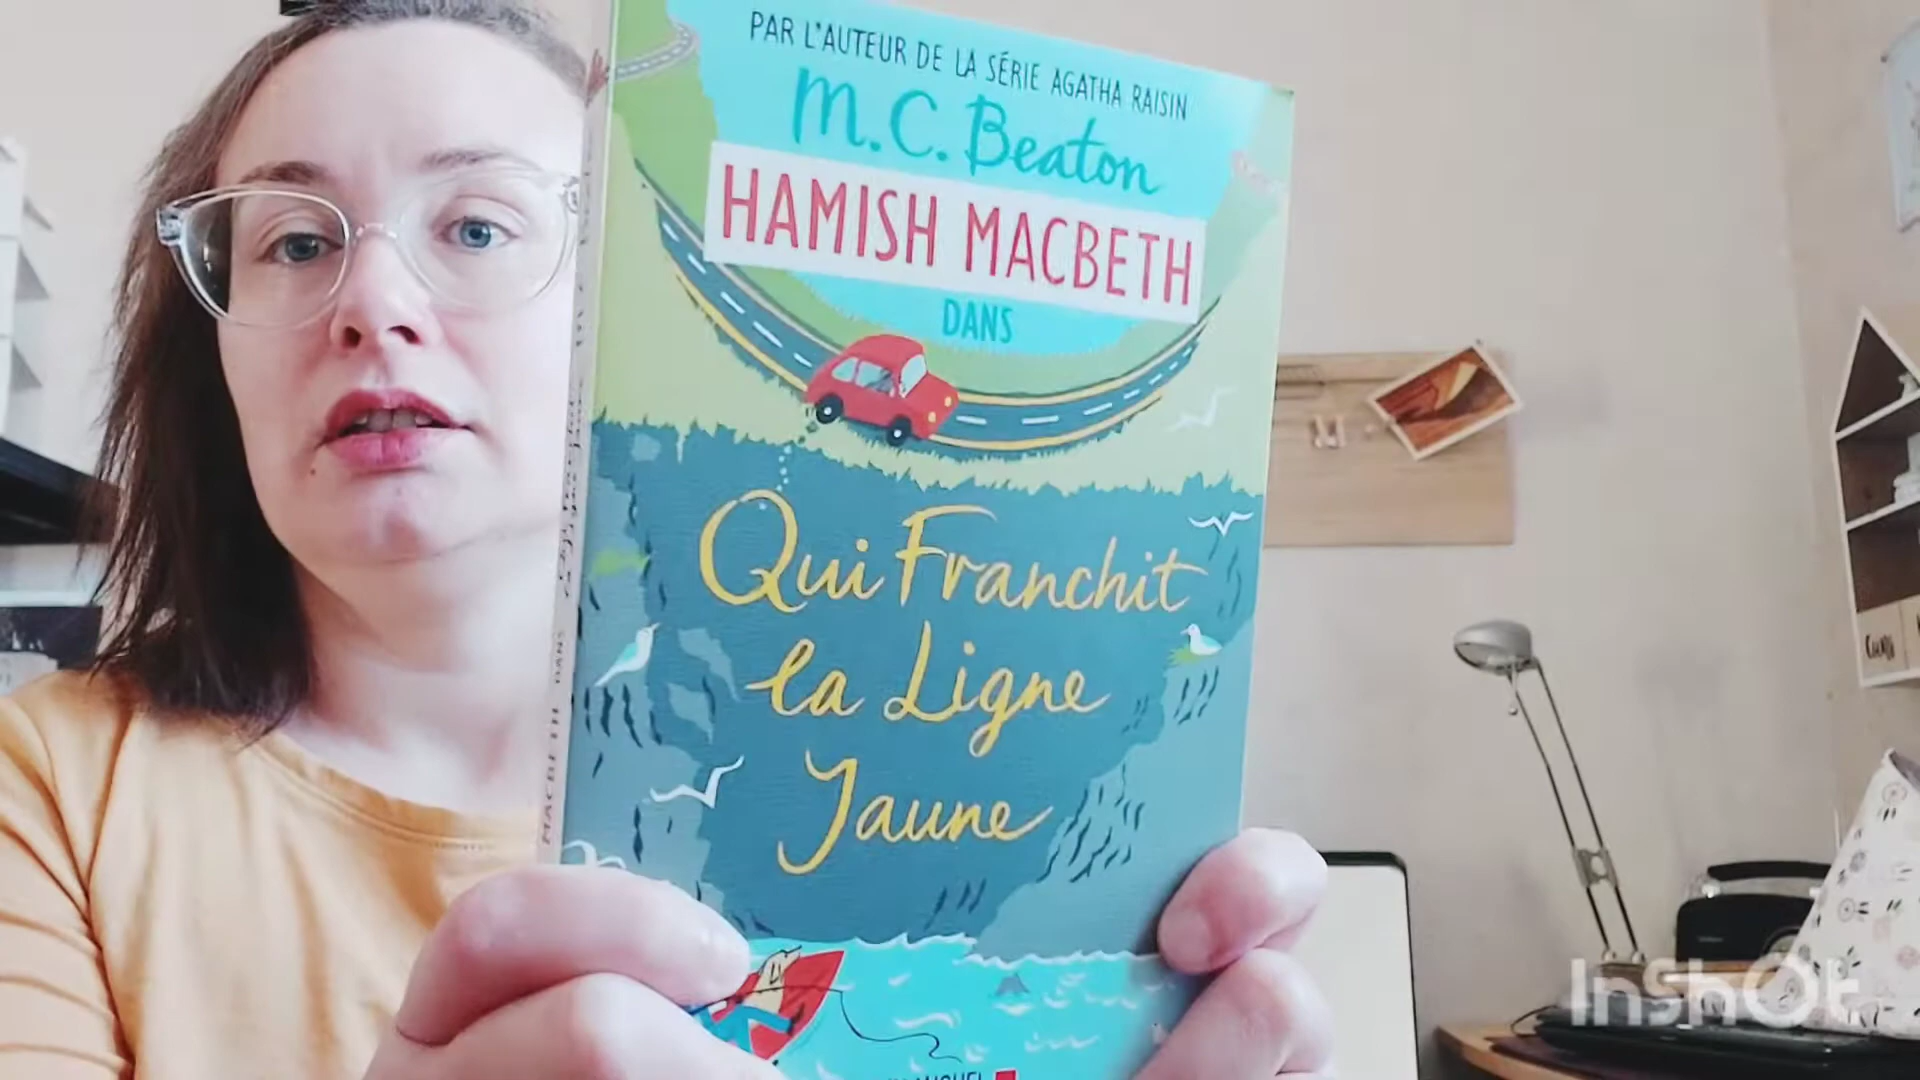 PAR L'AUTEUR DE LA SÉRIE AGATHA RAISIN
M.C. Beaton
HAMISH MACBETH
DANS
Qui Franchit
la Ligne
Jaune
InShOt